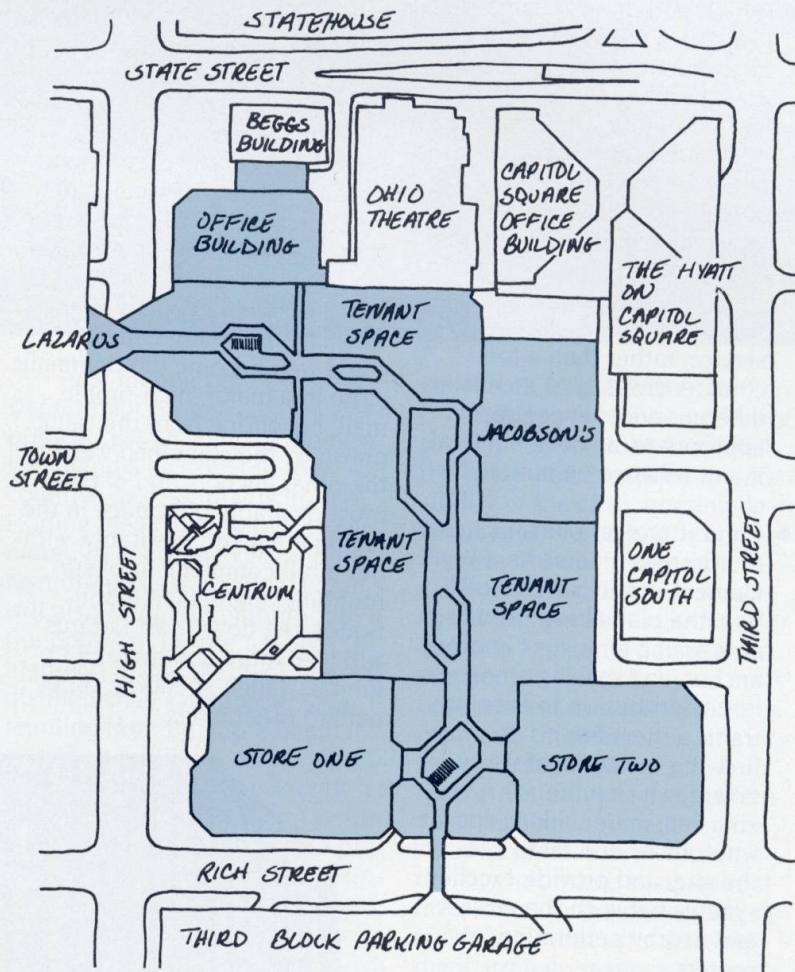 STATEHOUSE
STATE STREET
BEGGS
BUILDING
OFFICE
BUILDING
OHIO
THEATRE
CAPITOL
SQUARE
OFFICE
BUILDING
THE HYATT
ON
CAPITOL
SQUARE
LAZARUS
TENANT
SPACE
JACOBSON'S
TOWN
STREET
HIGH STREET
CENTRUM
TENANT
SPACE
TENANT
SPACE
ONE
CAPITOL
SOUTH
THIRD STREET
STORE ONE
STORE TWO
RICH STREET
THIRD BLOCK PARKING GARAGE